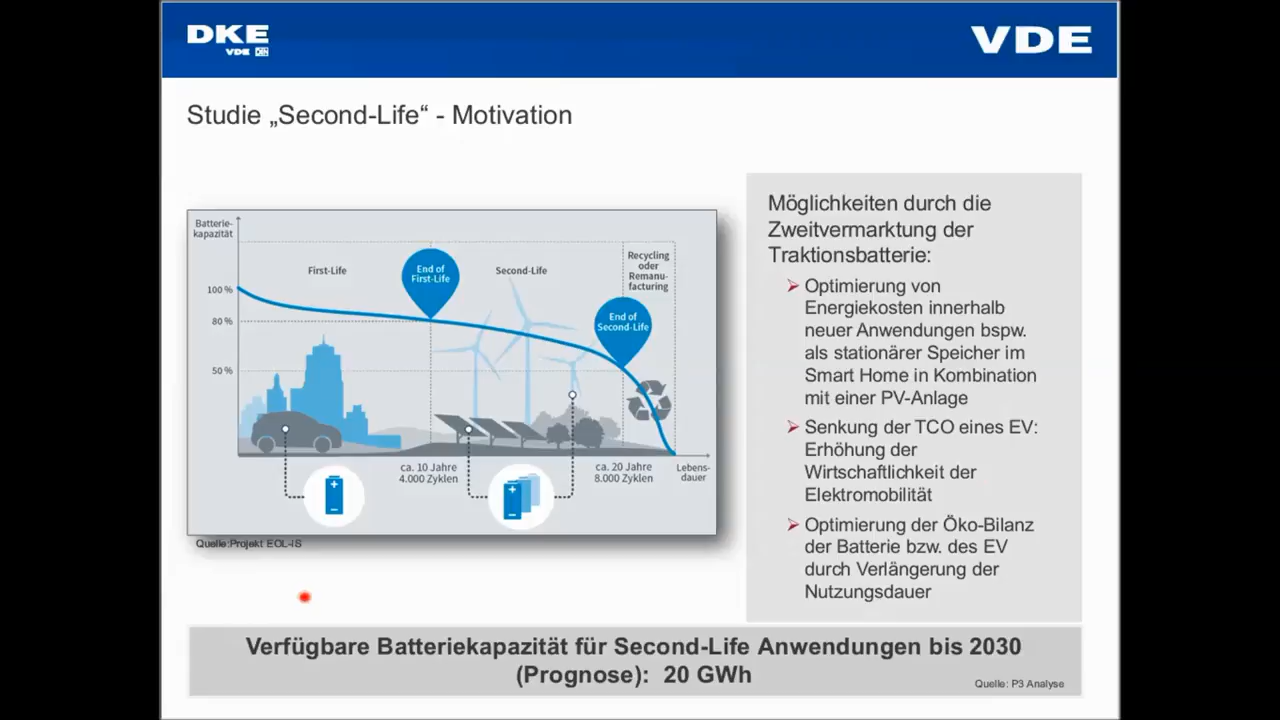 DKE
VDE DIN
VDE
Studie „Second-Life“ - Motivation
Batterie-
kapazität
100 %
80 %
50 %
First-Life
End of
First-Life
Second-Life
End of
Second-Life
Recycling
oder
Remanu-
facturing
ca. 10 Jahre
4.000 Zyklen
ca. 20 Jahre
8.000 Zyklen
Lebens-
dauer
Quelle:Projekt EOL-IS
Möglichkeiten durch die
Zweitvermarktung der
Traktionsbatterie:
Optimierung von
Energiekosten innerhalb
neuer Anwendungen bspw.
als stationärer Speicher im
Smart Home in Kombination
mit einer PV-Anlage
Senkung der TCO eines EV:
Erhöhung der
Wirtschaftlichkeit der
Elektromobilität
Optimierung der Öko-Bilanz
der Batterie bzw. des EV
durch Verlängerung der
Nutzungsdauer
Verfügbare Batteriekapazität für Second-Life Anwendungen bis 2030
(Prognose): 20 GWh
Quelle: P3 Analyse